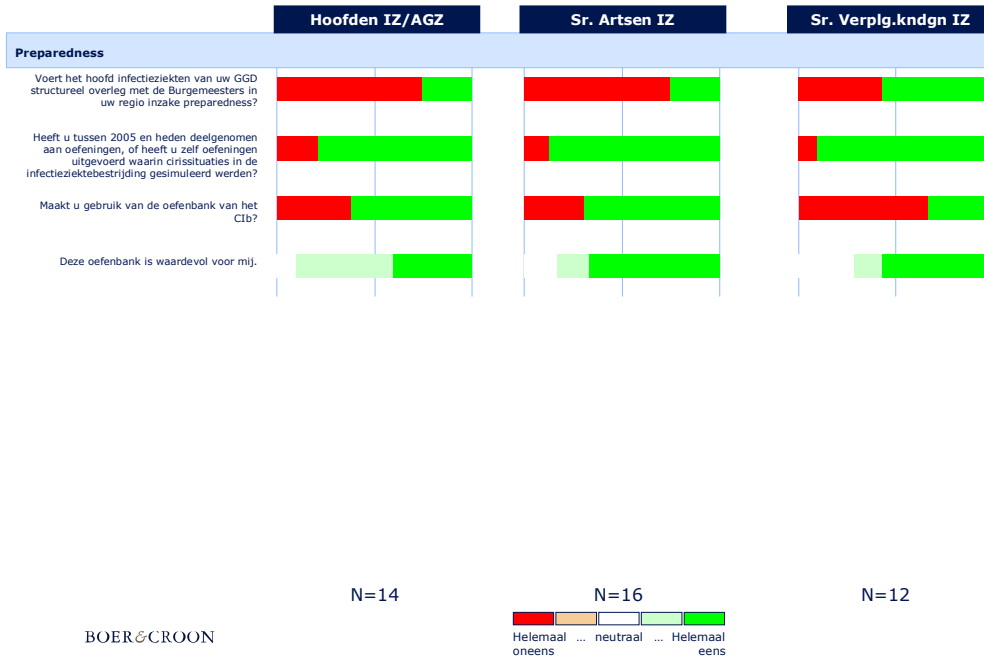 Hoofden IZ/AGZ
Sr. Artsen IZ
Sr. Verplg.kndgn IZ
Preparedness
Voert het hoofd infectieziekten van uw GGD
structureel overleg met de Burgemeesters in
uw regio inzake preparedness?
Heeft u tussen 2005 en heden deelgenomen
aan oefeningen, of heeft u zelf oefeningen
uitgevoerd waarin cirissituaties in de
infectieziektebestrijding gesimuleerd werden?
Maakt u gebruik van de oefenbank van het
CIb?
Deze oefenbank is waardevol voor mij.
N=14
N=16
N=12
BOER&CROON
Helemaal ... neutraal ... Helemaal
oneens eens